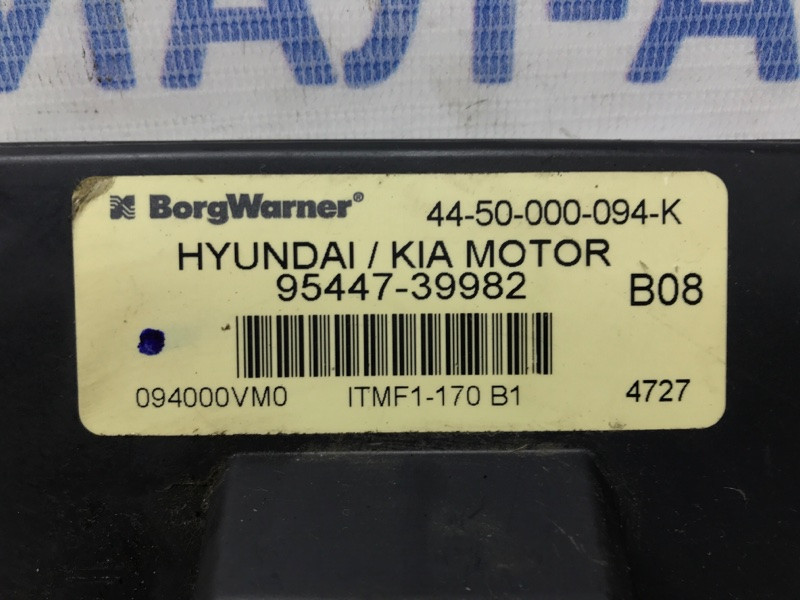 BorgWarner® 44-50-000-094-K
HYUNDAI / KIA MOTOR
95447-39982 B08
094000VM0 ITMF1-170 B1 4727